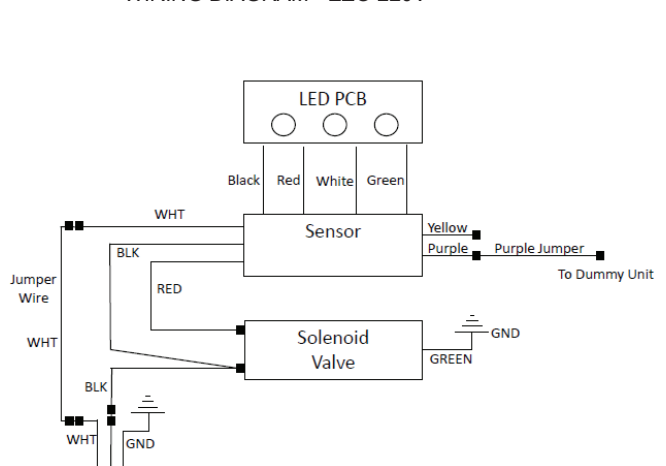 LED PCB
Black Red White Green
WHT
Sensor
Yellow
BLK
Purple
Purple Jumper
To Dummy Unit
Jumper
Wire
RED
Solenoid
Valve
GND
WHT
GREEN
BLK
WHT
GND